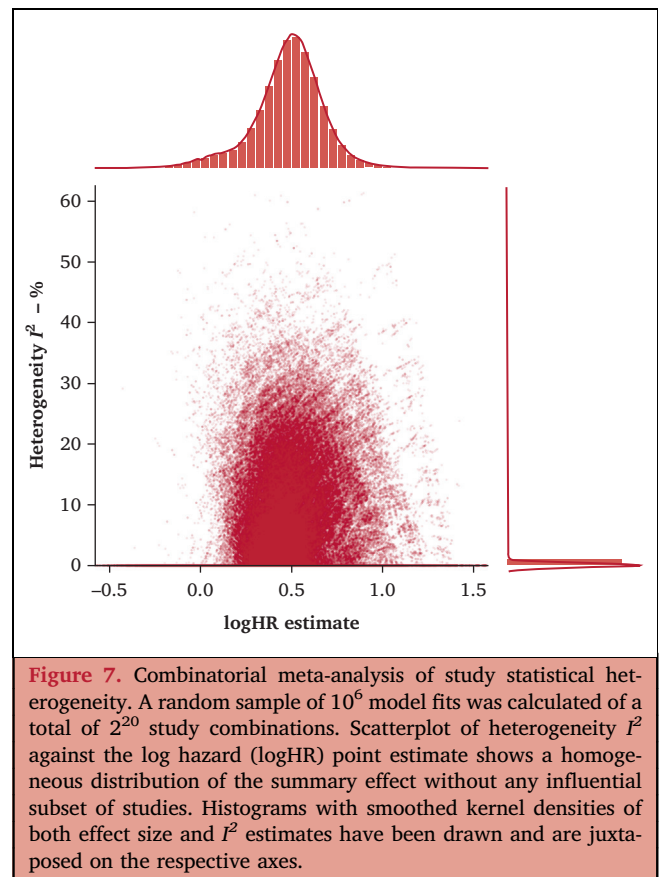 60
50
40
30
20
10
0
Heterogeneity I² – %
–0.5 0.0 0.5 1.0 1.5
logHR estimate
Figure 7. Combinatorial meta-analysis of study statistical het-
erogeneity. A random sample of 10⁶ model fits was calculated of a
total of 2²⁰ study combinations. Scatterplot of heterogeneity I²
against the log hazard (logHR) point estimate shows a homoge-
neous distribution of the summary effect without any influential
subset of studies. Histograms with smoothed kernel densities of
both effect size and I² estimates have been drawn and are juxta-
posed on the respective axes.